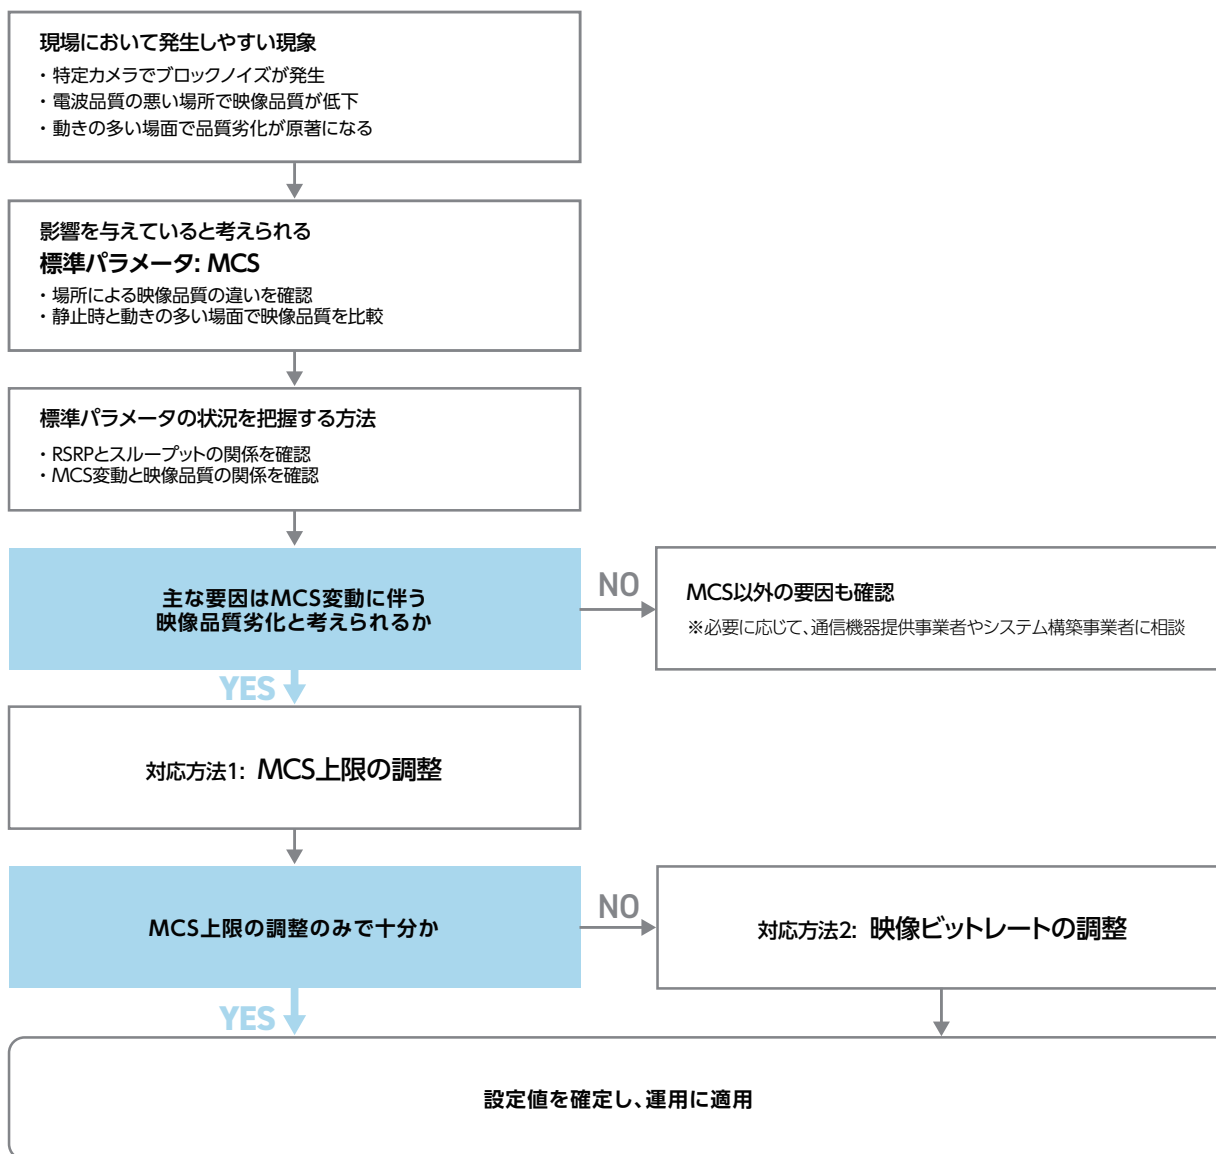 現場において発生しやすい現象
・特定カメラでブロックノイズが発生
・電波品質の悪い場所で映像品質が低下
・動きの多い場面で品質劣化が原著になる
影響を与えていると考えられる
標準パラメータ: MCS
・場所による映像品質の違いを確認
・静止時と動きの多い場面で映像品質を比較
標準パラメータの状況を把握する方法
・RSRPとスループットの関係を確認
・MCS変動と映像品質の関係を確認
主な要因はMCS変動に伴う
映像品質劣化と考えられるか
NO
MCS以外の要因も確認
※必要に応じて、通信機器提供事業者やシステム構築事業者に相談
YES
対応方法1: MCS上限の調整
MCS上限の調整のみで十分か
NO
対応方法2: 映像ビットレートの調整
YES
設定値を確定し、運用に適用